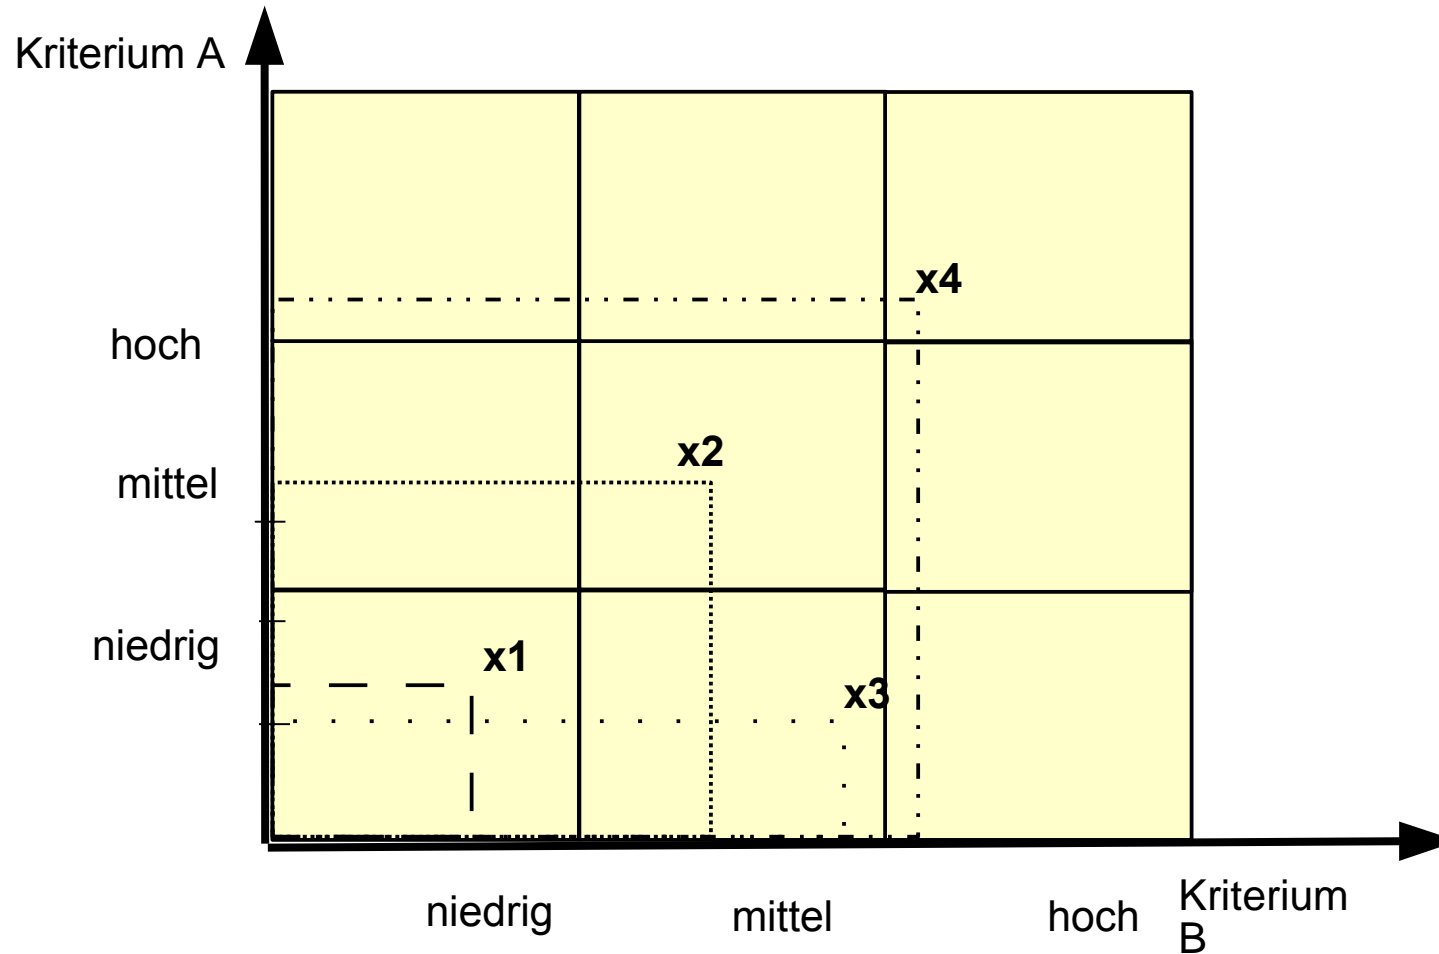 Kriterium A
x4
hoch
x2
mittel
niedrig
x1
x3
niedrig
mittel
hoch
Kriterium
B